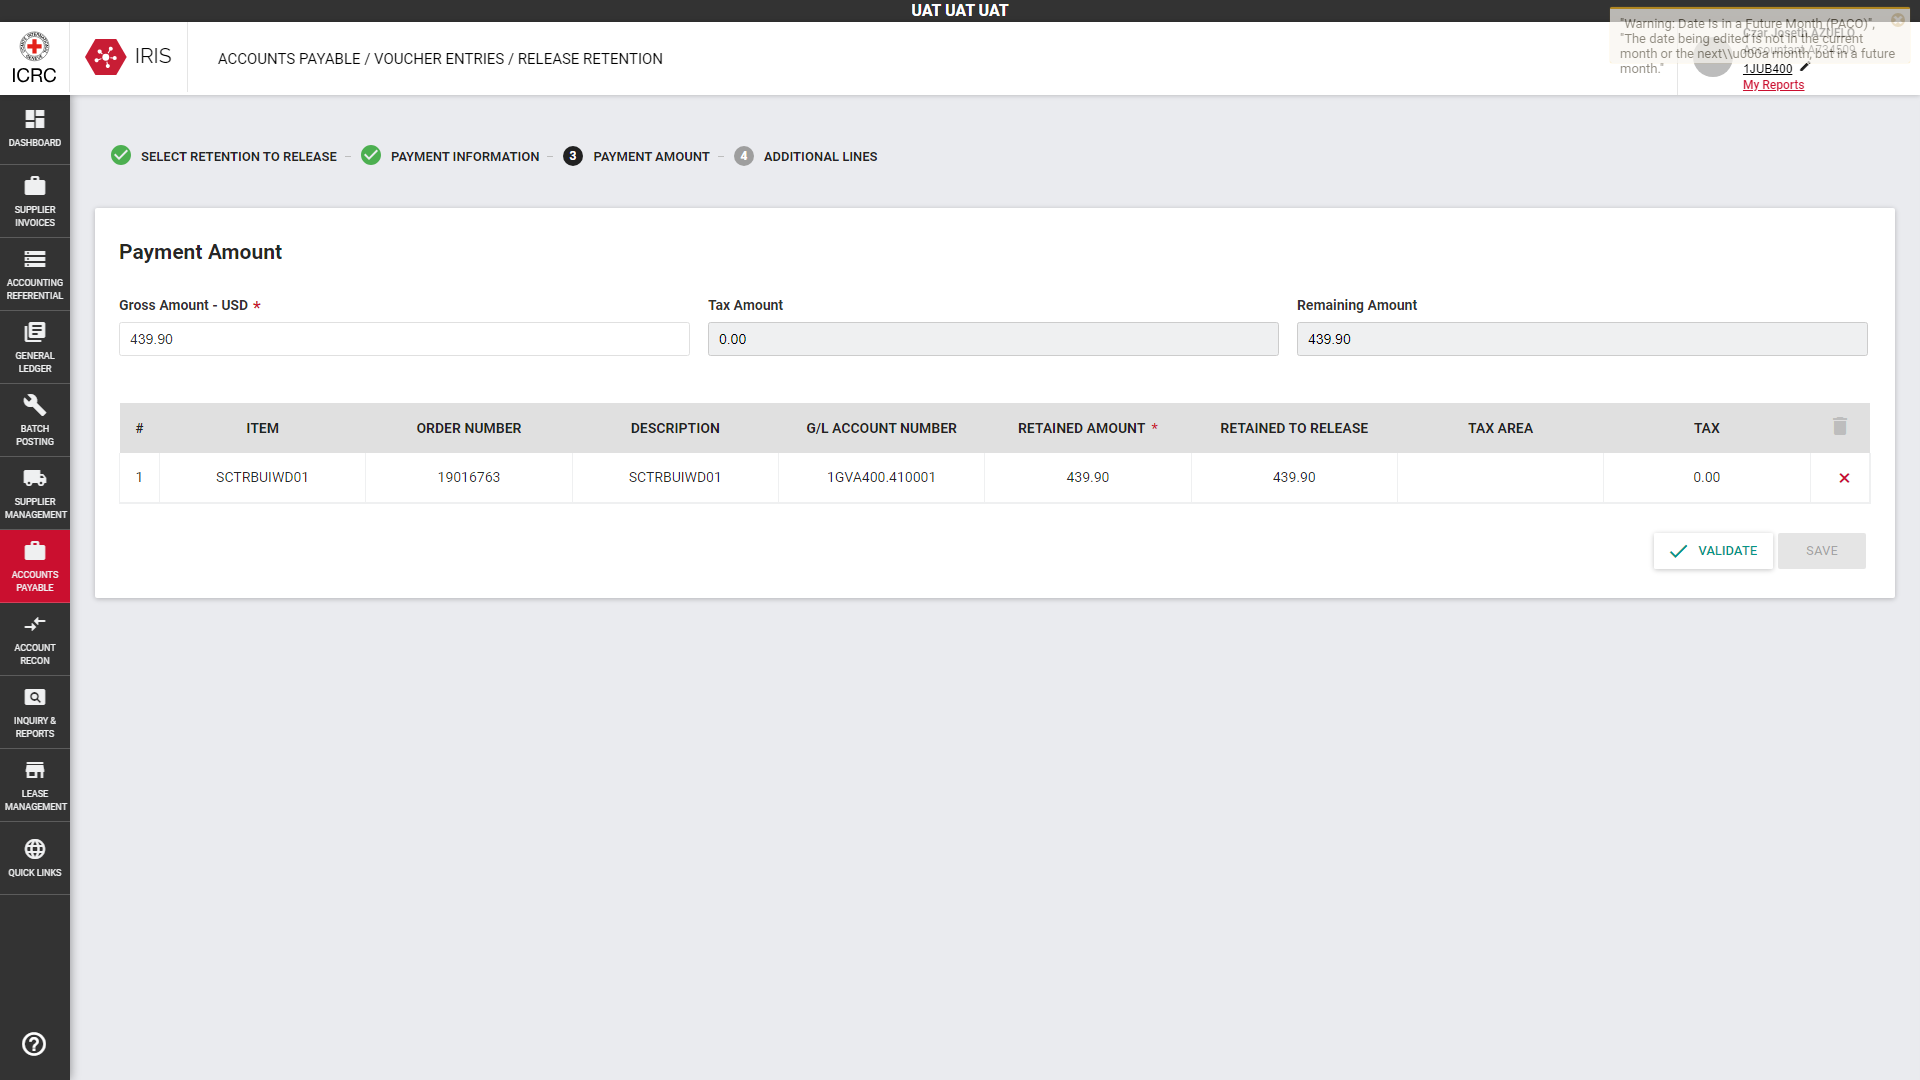 UAT UAT UAT
ICRC
IRIS
ACCOUNTS PAYABLE / VOUCHER ENTRIES / RELEASE RETENTION
"Warning: Date Is in a Future Month (PACO)",
"The date being edited is not in the current
month or the next\\u000a month, but in a future
month."
Czar Joseth AZUELO
Accountant A734509
1JUB400
My Reports
DASHBOARD
SUPPLIER
INVOICES
ACCOUNTING
REFERENTIAL
GENERAL
LEDGER
BATCH
POSTING
SUPPLIER
MANAGEMENT
ACCOUNTS
PAYABLE
ACCOUNT
RECON
INQUIRY &
REPORTS
LEASE
MANAGEMENT
QUICK LINKS
SELECT RETENTION TO RELEASE – PAYMENT INFORMATION – 3 PAYMENT AMOUNT – 4 ADDITIONAL LINES
Payment Amount
Gross Amount - USD * Tax Amount Remaining Amount
439.90 0.00 439.90
# ITEM ORDER NUMBER DESCRIPTION G/L ACCOUNT NUMBER RETAINED AMOUNT * RETAINED TO RELEASE TAX AREA TAX
1 SCTRBUIWD01 19016763 SCTRBUIWD01 1GVA400.410001 439.90 439.90 0.00
VALIDATE SAVE